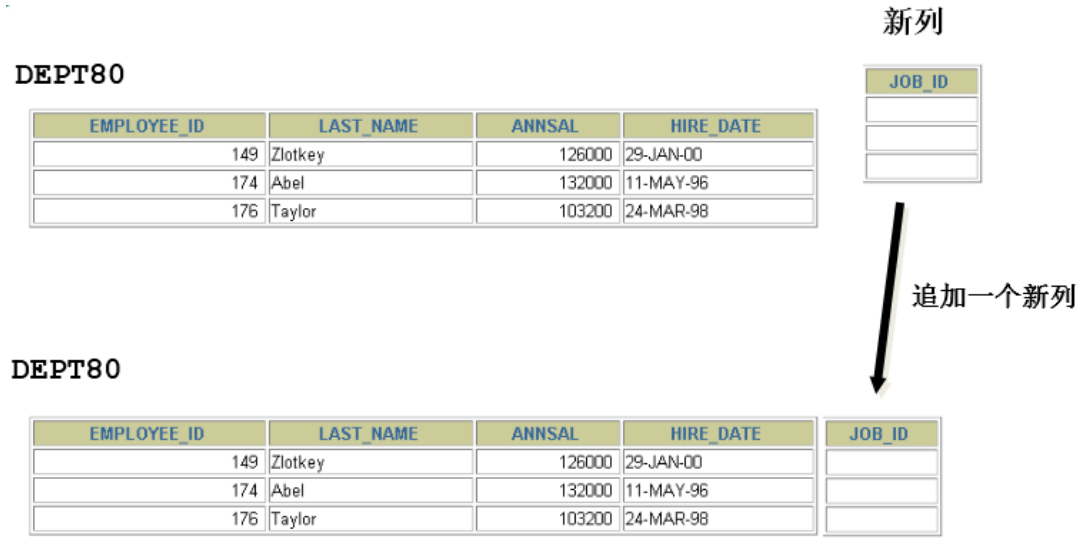 新列
DEPT80
JOB_ID
EMPLOYEE_ID LAST_NAME ANNSAL HIRE_DATE
149 Zlotkey 126000 29-JAN-00
174 Abel 132000 11-MAY-96
176 Taylor 103200 24-MAR-98
追加一个新列
DEPT80
EMPLOYEE_ID LAST_NAME ANNSAL HIRE_DATE JOB_ID
149 Zlotkey 126000 29-JAN-00
174 Abel 132000 11-MAY-96
176 Taylor 103200 24-MAR-98